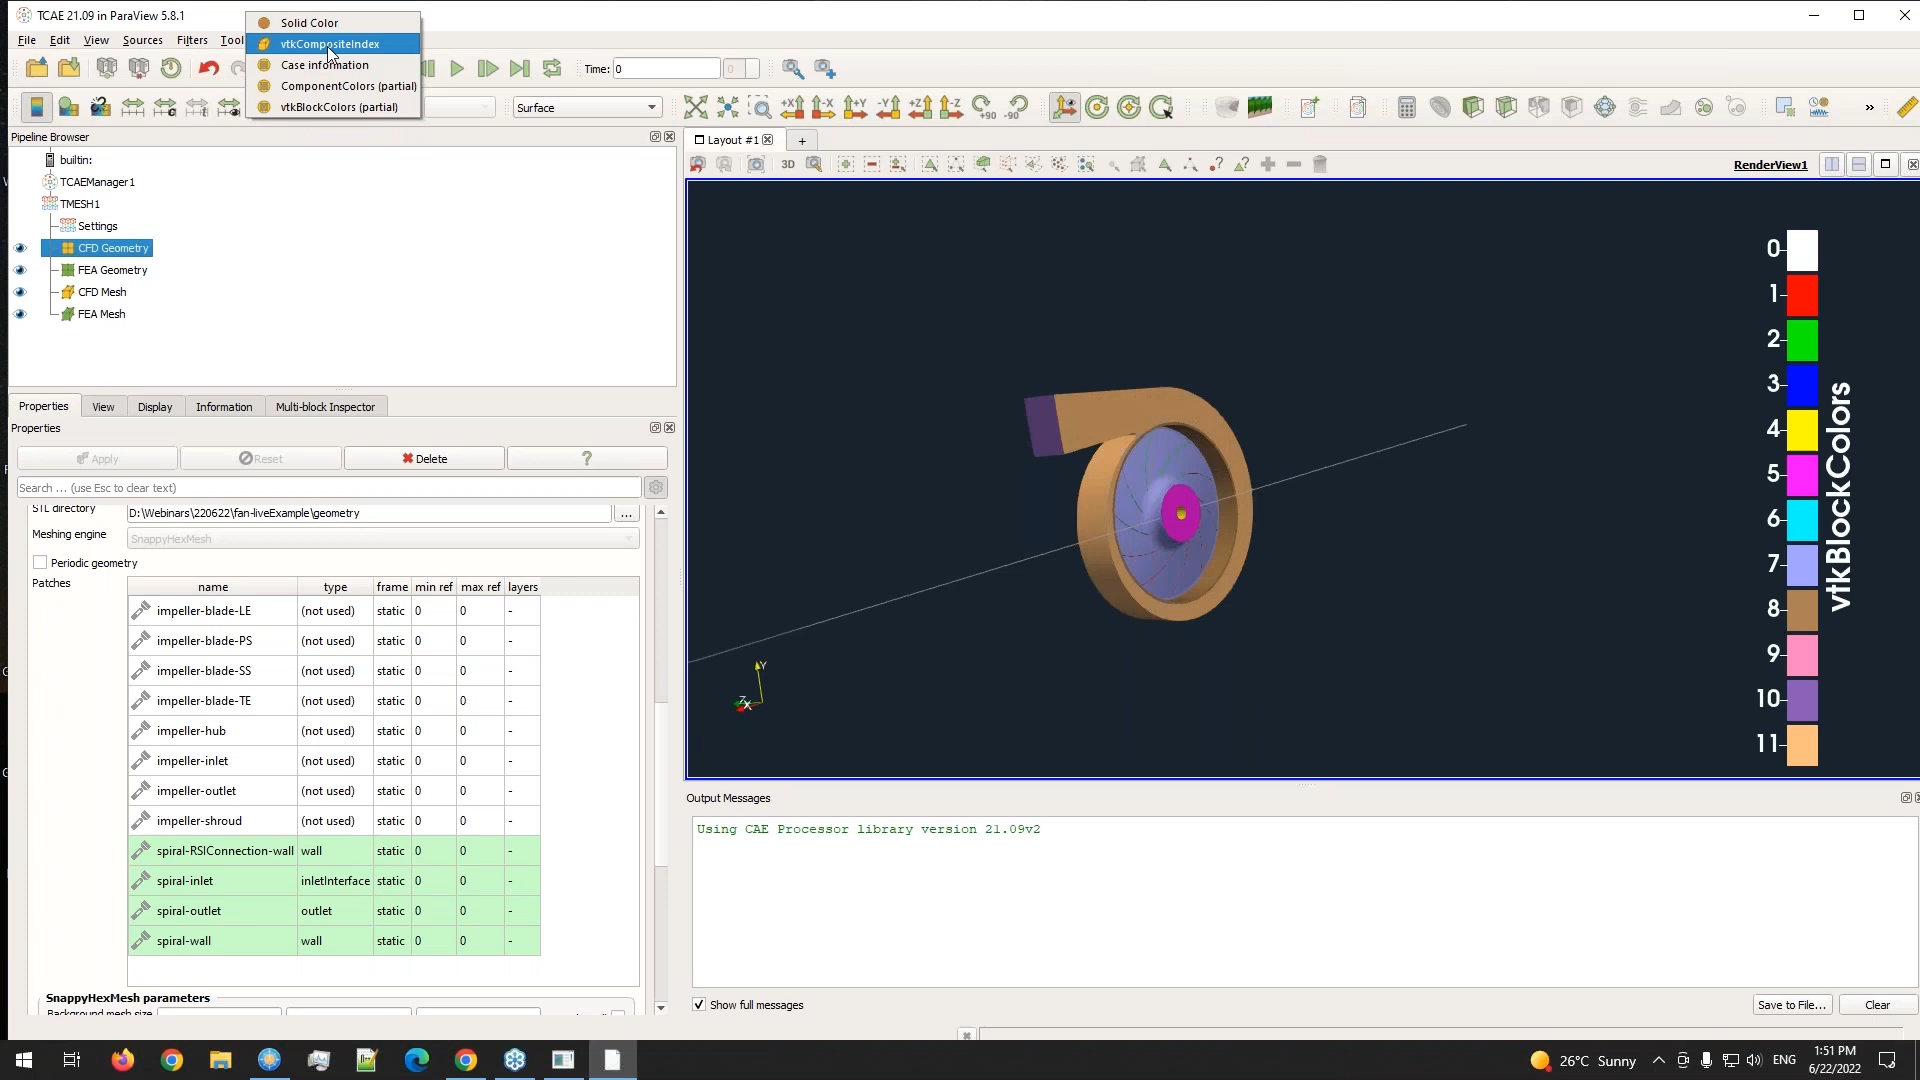 TCAE 21.09 in ParaView 5.8.1
File Edit View Sources Filters Tool
Solid Color
vtkCompositeIndex
Case information
ComponentColors (partial)
vtkBlockColors (partial)
Time: 0
0
Surface
+X -X +Y -Y +Z -Z +90 -90
»
Pipeline Browser
builtin:
TCAEManager1
TMESH1
Settings
CFD Geometry
FEA Geometry
CFD Mesh
FEA Mesh
Layout #1
+
3D
RenderView1
Properties View Display Information Multi-block Inspector
Properties
Apply Reset Delete ?
Search ... (use Esc to clear text)
STL directory D:\Webinars\220622\fan-liveExample\geometry ...
Meshing engine SnappyHexMesh
Periodic geometry
Patches
name type frame min ref max ref layers
impeller-blade-LE (not used) static 0 0 -
impeller-blade-PS (not used) static 0 0 -
impeller-blade-SS (not used) static 0 0 -
impeller-blade-TE (not used) static 0 0 -
impeller-hub (not used) static 0 0 -
impeller-inlet (not used) static 0 0 -
impeller-outlet (not used) static 0 0 -
impeller-shroud (not used) static 0 0 -
spiral-RSIConnection-wall wall static 0 0 -
spiral-inlet inletInterface static 0 0 -
spiral-outlet outlet static 0 0 -
spiral-wall wall static 0 0 -
SnappyHexMesh parameters
Background mesh size
Y
Z
X
0
1
2
3
4
5
6
7
8
9
10
11
vtkBlockColors
Output Messages
Using CAE Processor library version 21.09v2
Show full messages
Save to File...
Clear
26°C Sunny
ENG
1:51 PM
6/22/2022